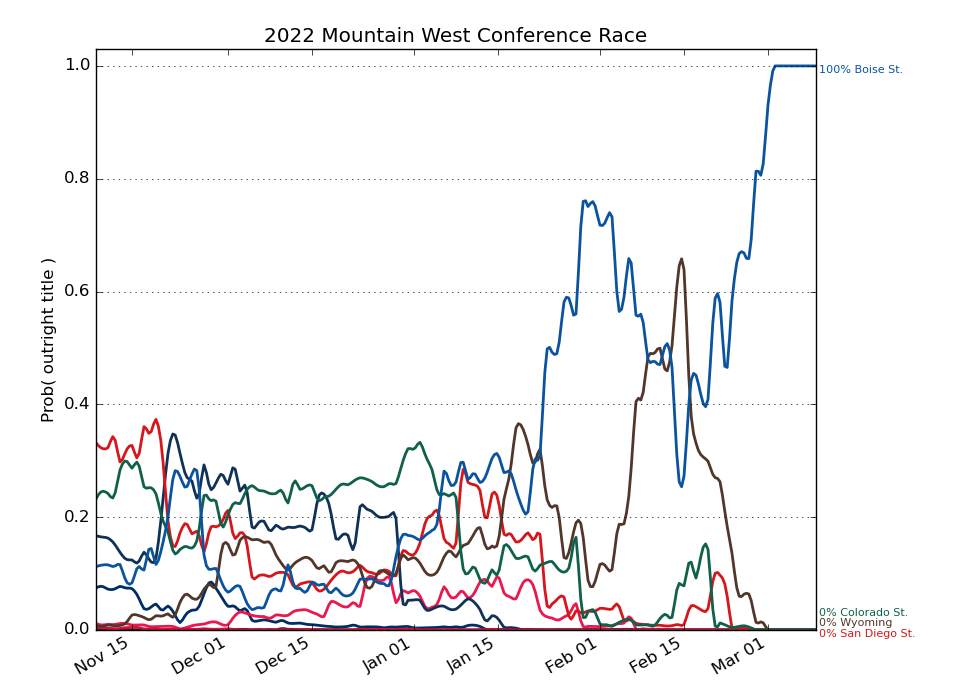 2022 Mountain West Conference Race
Prob( outright title )
1.0
0.8
0.6
0.4
0.2
0.0
100% Boise St.
0% Colorado St.
0% Wyoming
0% San Diego St.
Nov 15
Dec 01
Dec 15
Jan 01
Jan 15
Feb 01
Feb 15
Mar 01